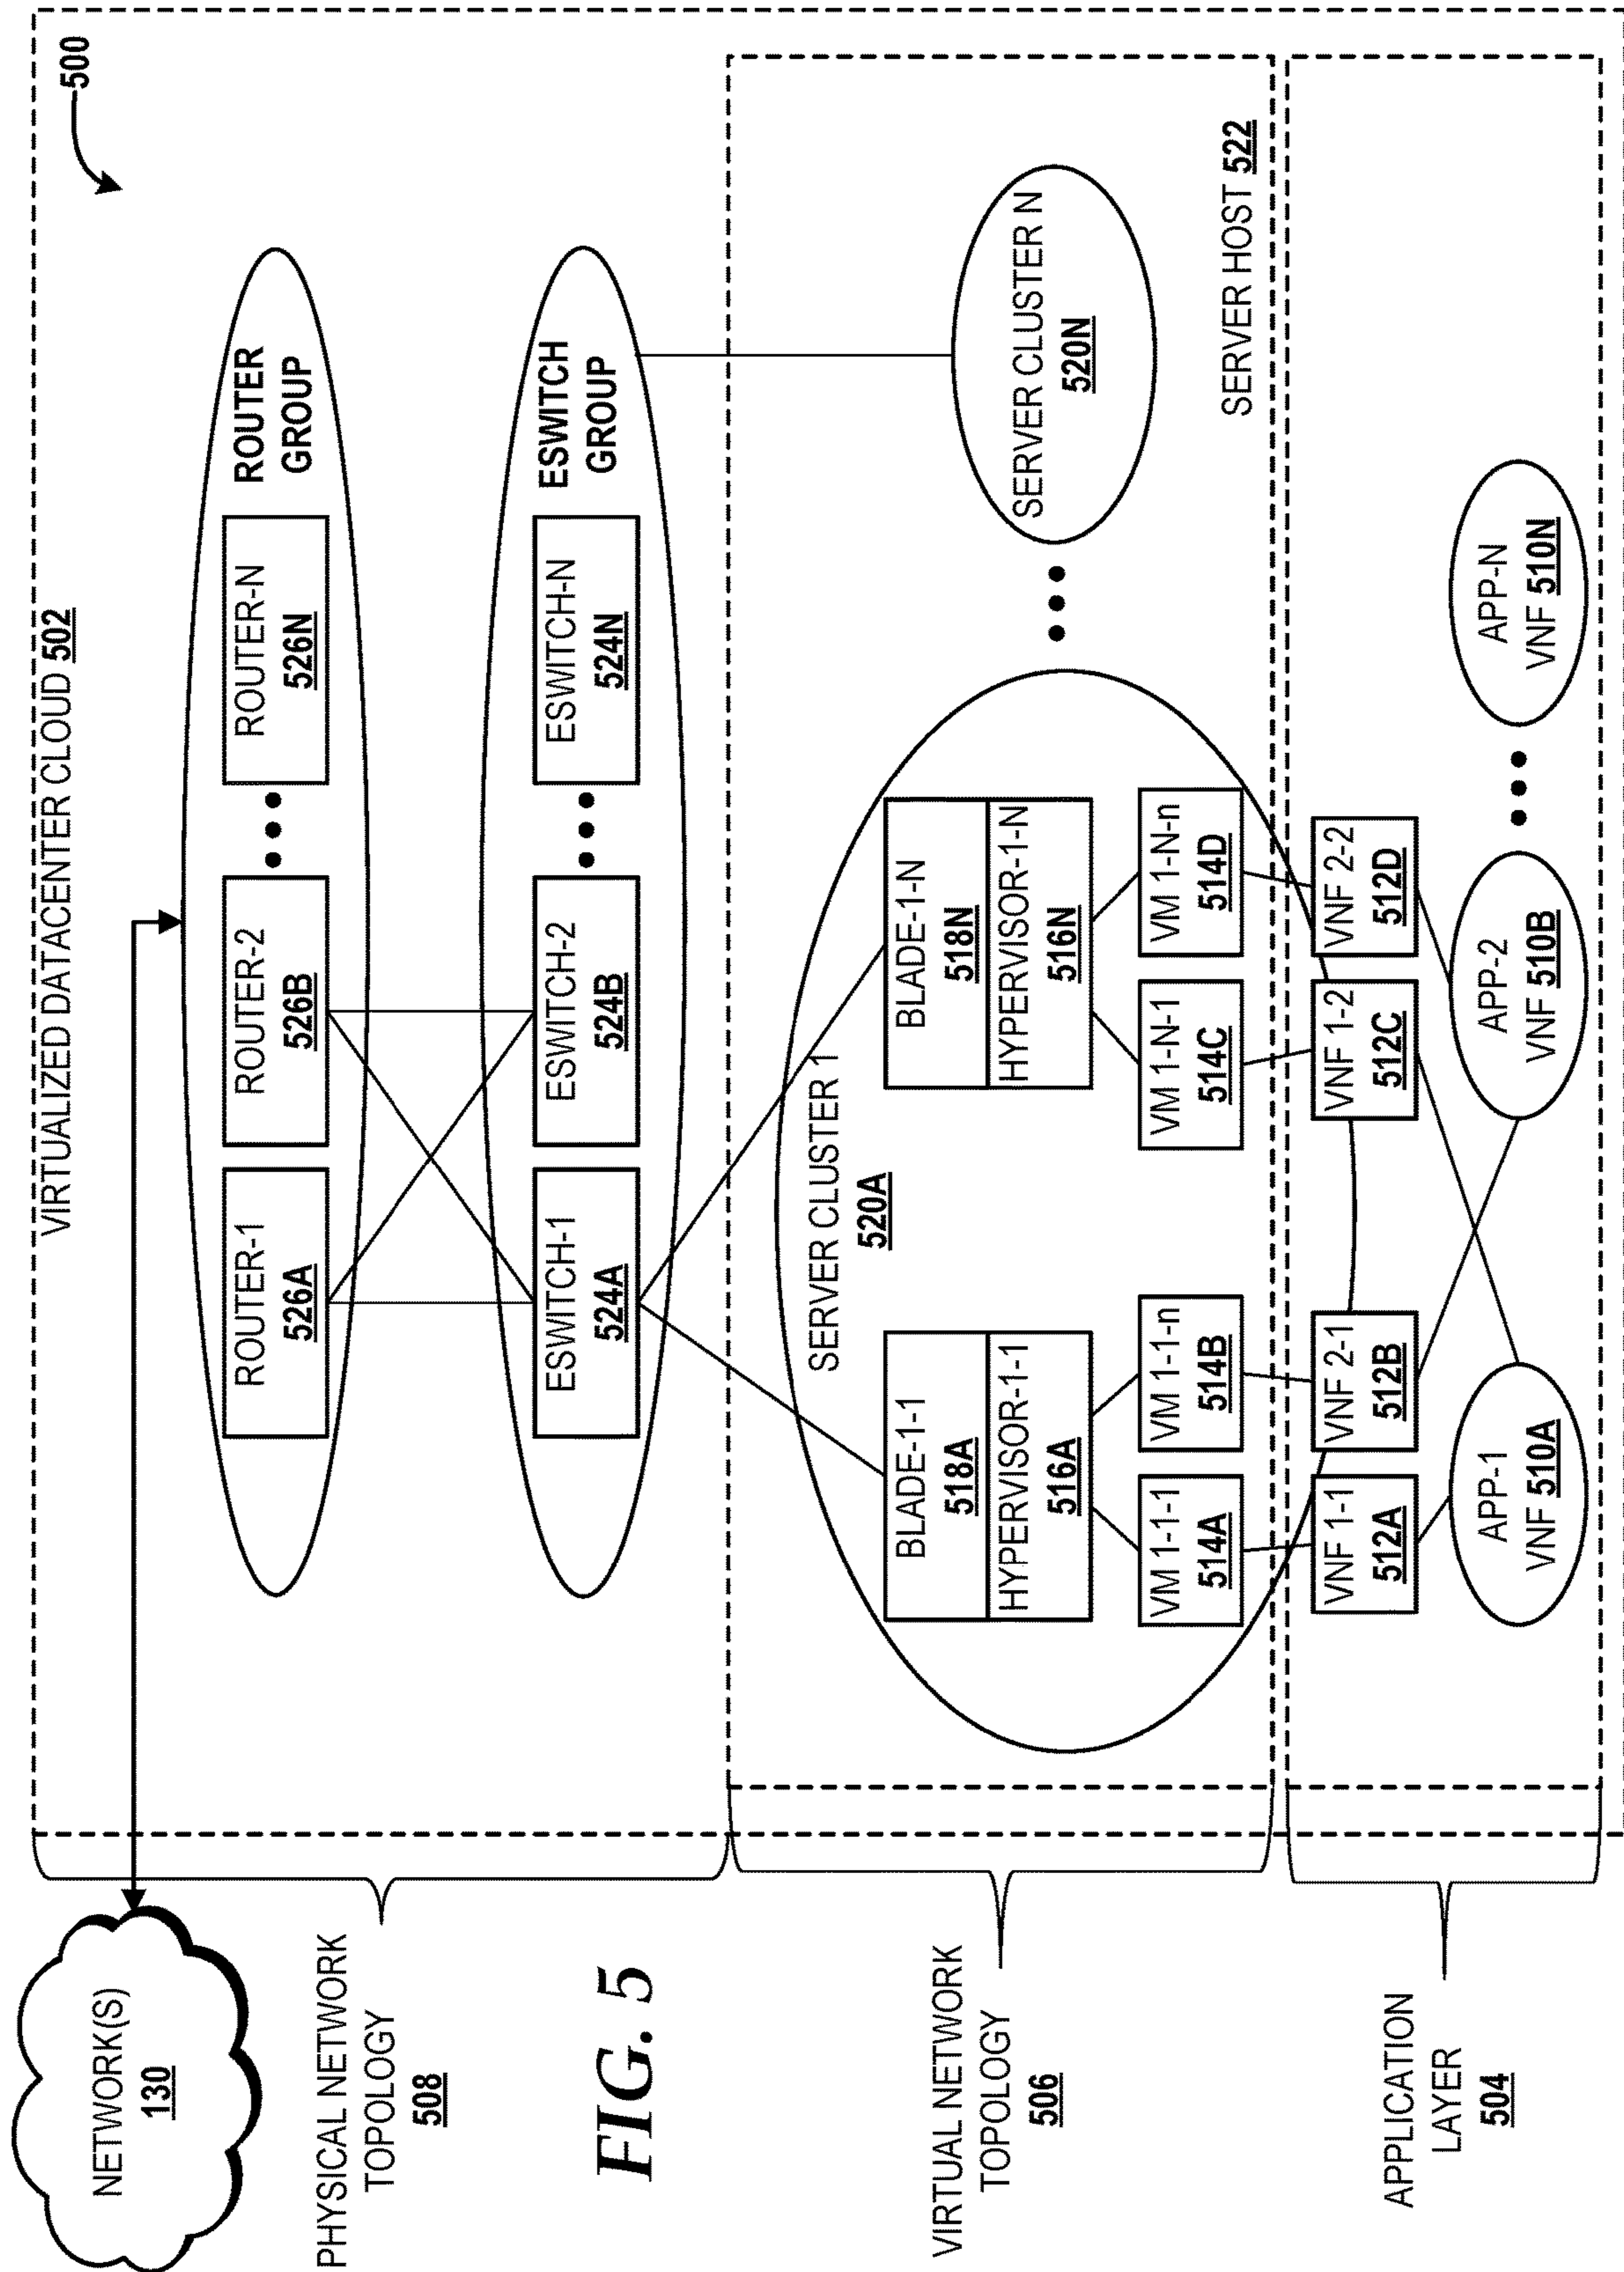 500
VIRTUALIZED DATACENTER CLOUD 502
NETWORK(S)
130
ROUTER-1
526A
ROUTER-2
526B
ROUTER-N
526N
ROUTER
GROUP
PHYSICAL NETWORK
TOPOLOGY
508
ESWITCH-1
524A
ESWITCH-2
524B
ESWITCH-N
524N
ESWITCH
GROUP
FIG. 5
SERVER CLUSTER 1
520A
BLADE-1-1
518A
HYPERVISOR-1-1
516A
BLADE-1-N
518N
HYPERVISOR-1-N
516N
SERVER CLUSTER N
520N
VIRTUAL NETWORK
TOPOLOGY
506
VM 1-1-1
514A
VM 1-1-n
514B
VM 1-N-1
514C
VM 1-N-n
514D
SERVER HOST 522
VNF 1-1
512A
VNF 2-1
512B
VNF 1-2
512C
VNF 2-2
512D
APPLICATION
LAYER
504
APP-1
VNF 510A
APP-2
VNF 510B
APP-N
VNF 510N